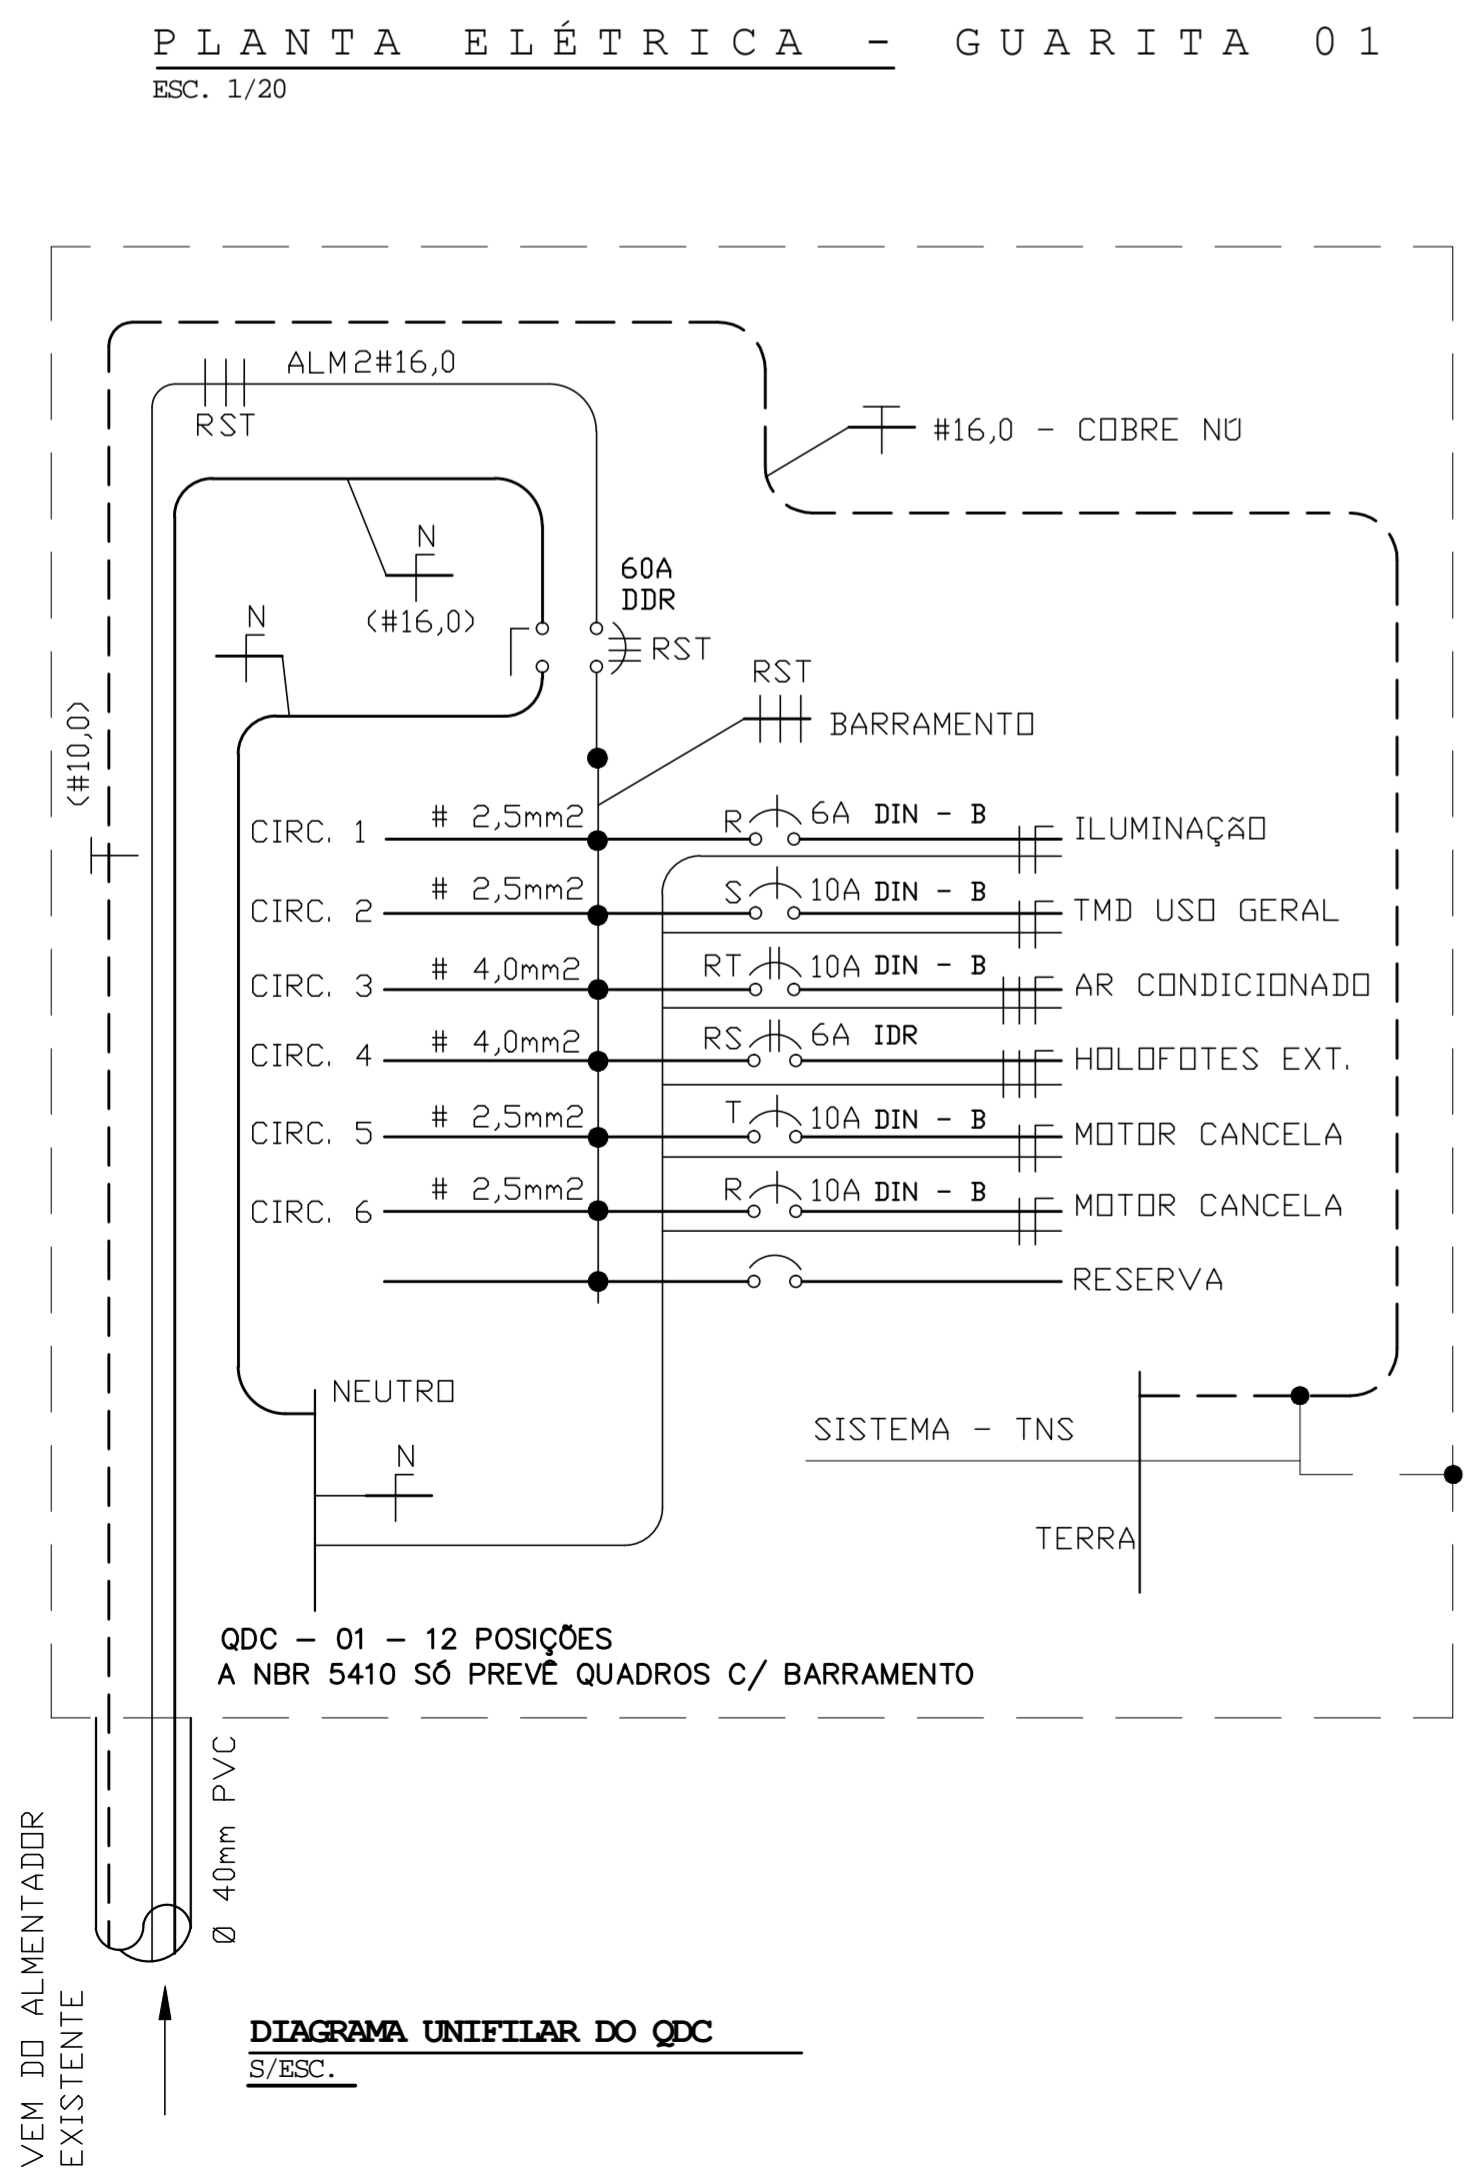 PLANTA ELÉTRICA - GUARITA 01
ESC. 1/20
ALM2#16,0
RST
#16,0 - COBRE NÚ
N
(#16,0)
60A
DDR
RST
N
RST
BARRAMENTO
(#10,0)
CIRC. 1 # 2,5mm2 R 6A DIN - B ILUMINAÇÃO
CIRC. 2 # 2,5mm2 S 10A DIN - B TMD USO GERAL
CIRC. 3 # 4,0mm2 RT 10A DIN - B AR CONDICIONADO
CIRC. 4 # 4,0mm2 RS 6A IDR HOLOFOTES EXT.
CIRC. 5 # 2,5mm2 T 10A DIN - B MOTOR CANCELA
CIRC. 6 # 2,5mm2 R 10A DIN - B MOTOR CANCELA
RESERVA
NEUTRO
N
SISTEMA - TNS
TERRA
QDC - 01 - 12 POSIÇÕES
A NBR 5410 SÓ PREVÊ QUADROS C/ BARRAMENTO
Ø 40mm PVC
VEM DO ALMENTADOR
EXISTENTE
DIAGRAMA UNIFILAR DO QDC
S/ESC.